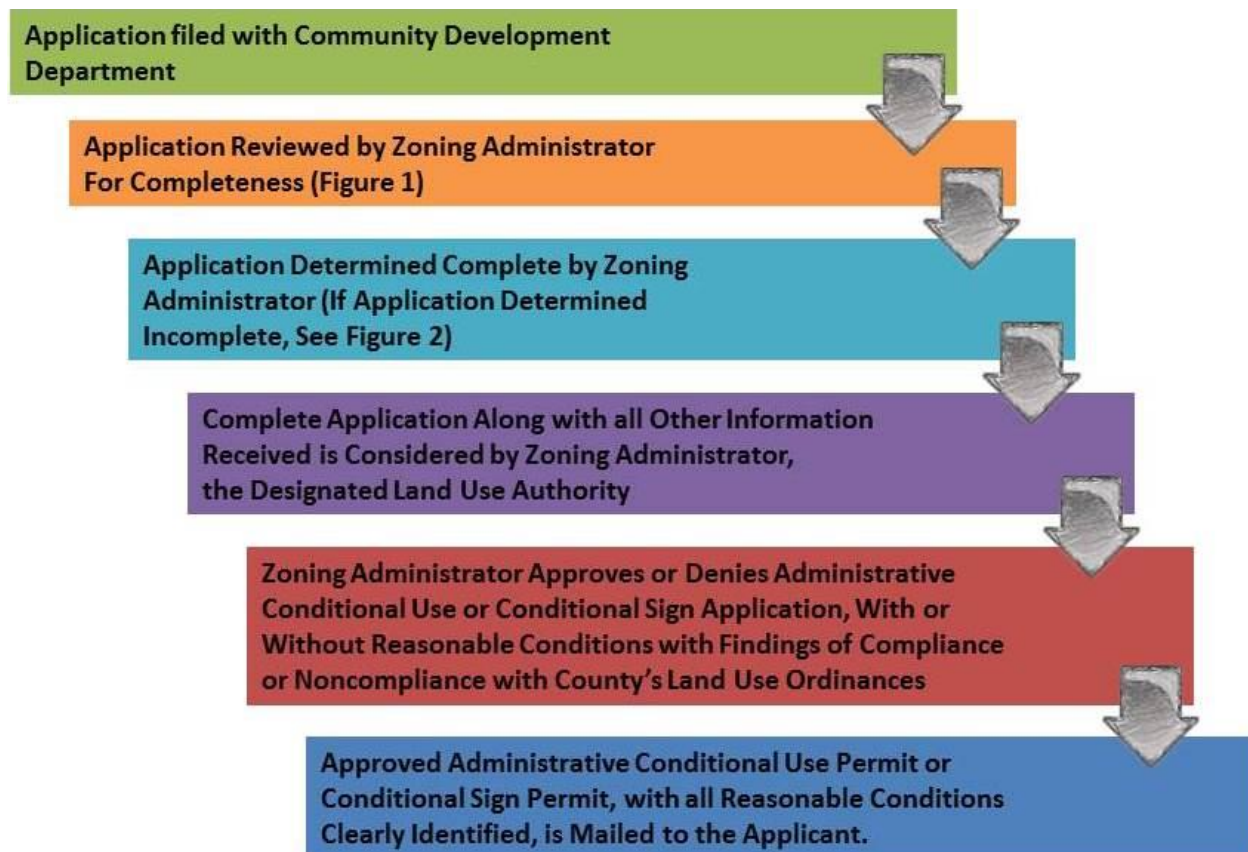 Application filed with Community Development
Department
Application Reviewed by Zoning Administrator
For Completeness (Figure 1)
Application Determined Complete by Zoning
Administrator (If Application Determined
Incomplete, See Figure 2)
Complete Application Along with all Other Information
Received is Considered by Zoning Administrator,
the Designated Land Use Authority
Zoning Administrator Approves or Denies Administrative
Conditional Use or Conditional Sign Application, With or
Without Reasonable Conditions with Findings of Compliance
or Noncompliance with County’s Land Use Ordinances
Approved Administrative Conditional Use Permit or
Conditional Sign Permit, with all Reasonable Conditions
Clearly Identified, is Mailed to the Applicant.